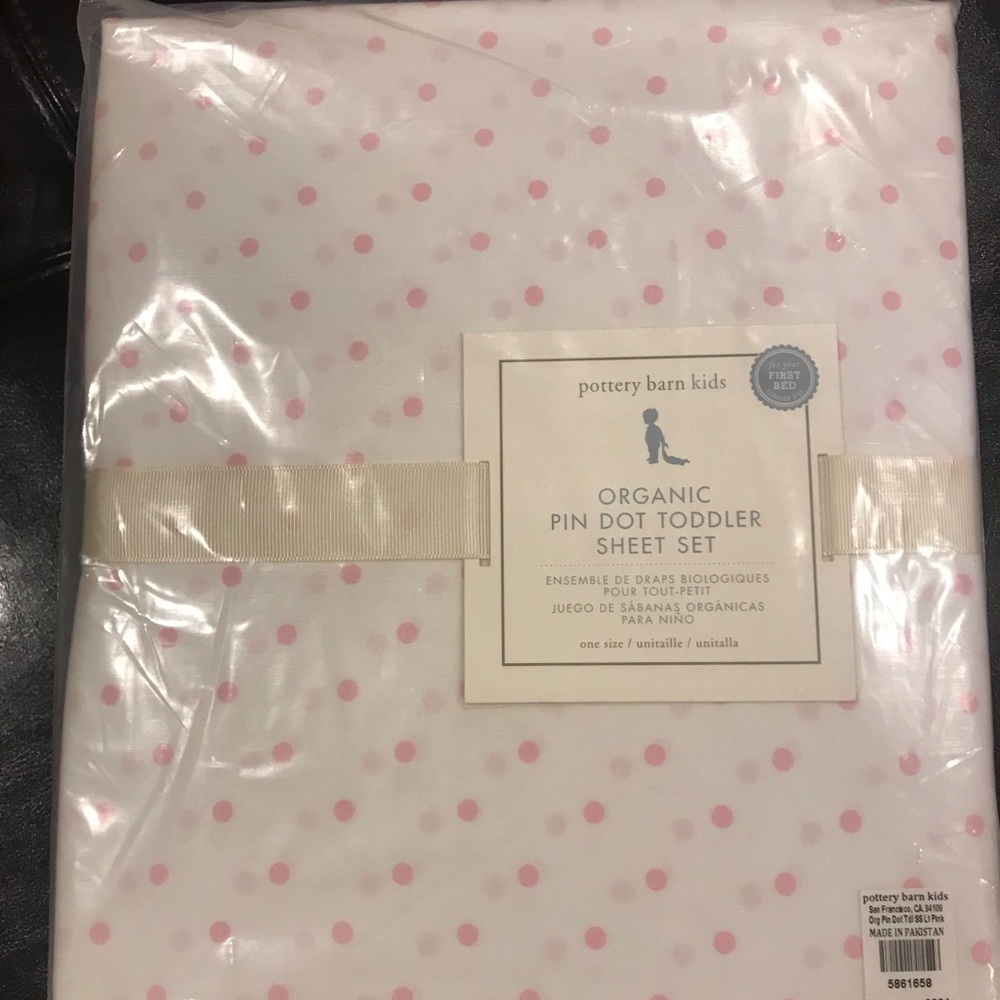 pottery barn kids
for your
FIRST
BED
ORGANIC
PIN DOT TODDLER
SHEET SET
ENSEMBLE DE DRAPS BIOLOGIQUES
POUR TOUT-PETIT
JUEGO DE SÁBANAS ORGÁNICAS
PARA NIÑO
one size / unitaille / unitalla
pottery barn kids
San Francisco, CA. 94109
Org Pin Dot Tdl SS Lt Pink
MADE IN PAKISTAN
5861658